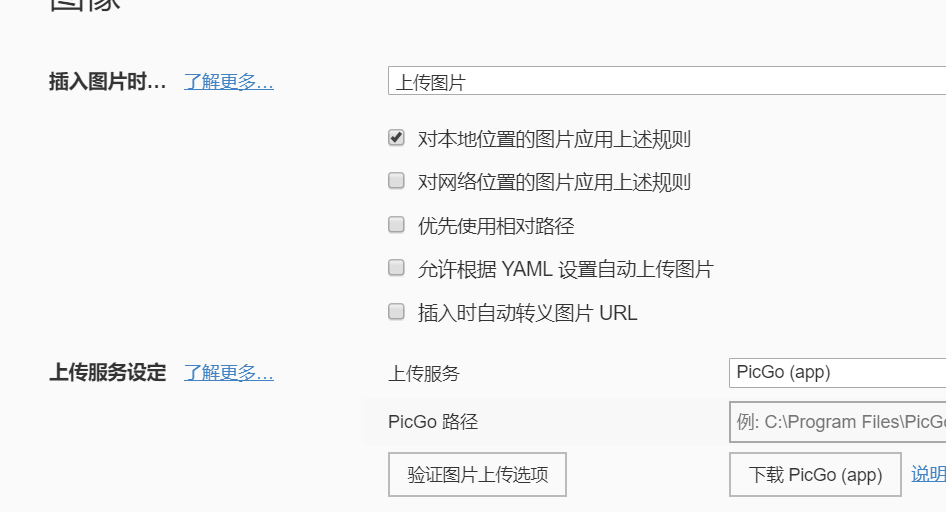 图像
插入图片时... 了解更多... 上传图片
对本地位置的图片应用上述规则
对网络位置的图片应用上述规则
优先使用相对路径
允许根据 YAML 设置自动上传图片
插入时自动转义图片 URL
上传服务设定 了解更多... 上传服务 PicGo (app)
PicGo 路径 例: C:\Program Files\PicG
验证图片上传选项 下载 PicGo (app) 说明